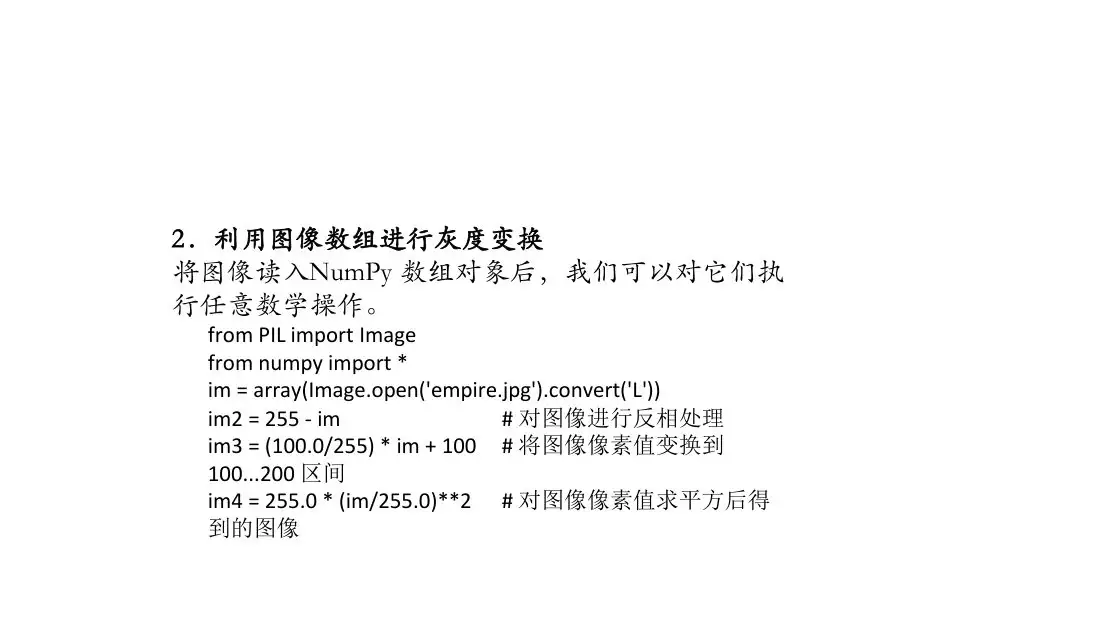 2．利用图像数组进行灰度变换
将图像读入NumPy 数组对象后，我们可以对它们执
行任意数学操作。
from PIL import Image
from numpy import *
im = array(Image.open('empire.jpg').convert('L'))
im2 = 255 - im # 对图像进行反相处理
im3 = (100.0/255) * im + 100 # 将图像像素值变换到
100...200 区间
im4 = 255.0 * (im/255.0)**2 # 对图像像素值求平方后得
到的图像